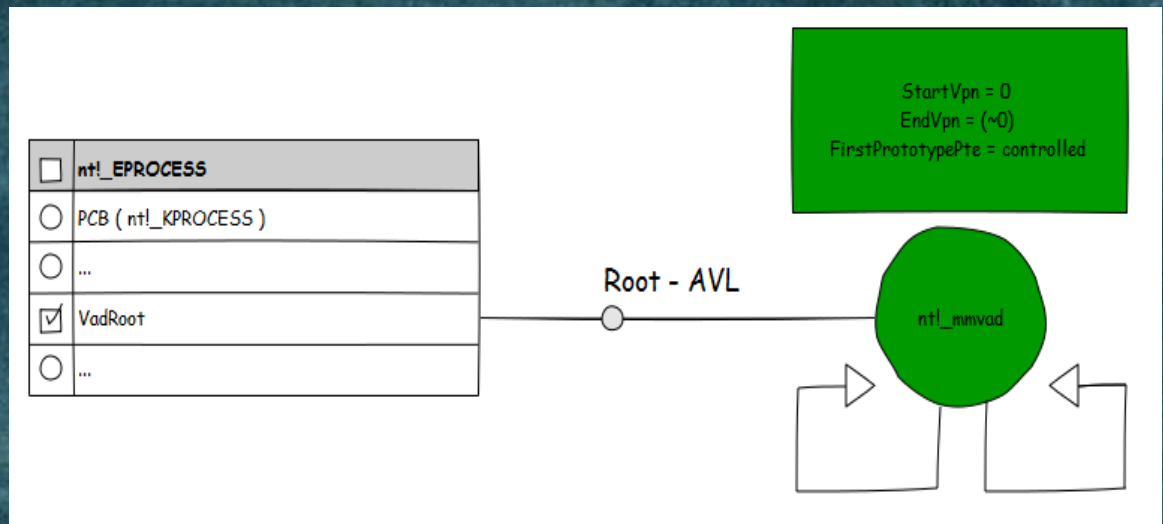 StartVpn = 0
EndVpn = (~0)
FirstPrototypePte = controlled
nt!_EPROCESS
PCB ( nt!_KPROCESS )
...
VadRoot
...
Root - AVL
nt!_mmvad